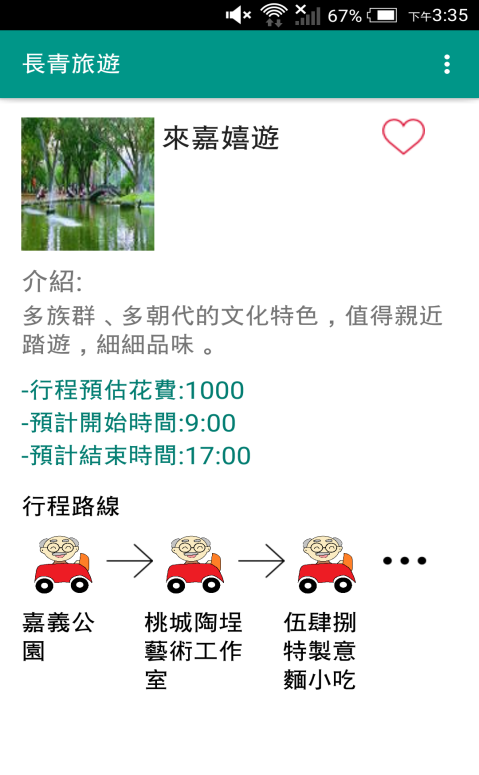 67% 下午3:35
長青旅遊
來嘉嬉遊
介紹:
多族群、多朝代的文化特色，值得親近
踏遊，細細品味。
-行程預估花費:1000
-預計開始時間:9:00
-預計結束時間:17:00
行程路線
嘉義公
園
桃城陶埕
藝術工作
室
伍肆捌
特製意
麵小吃